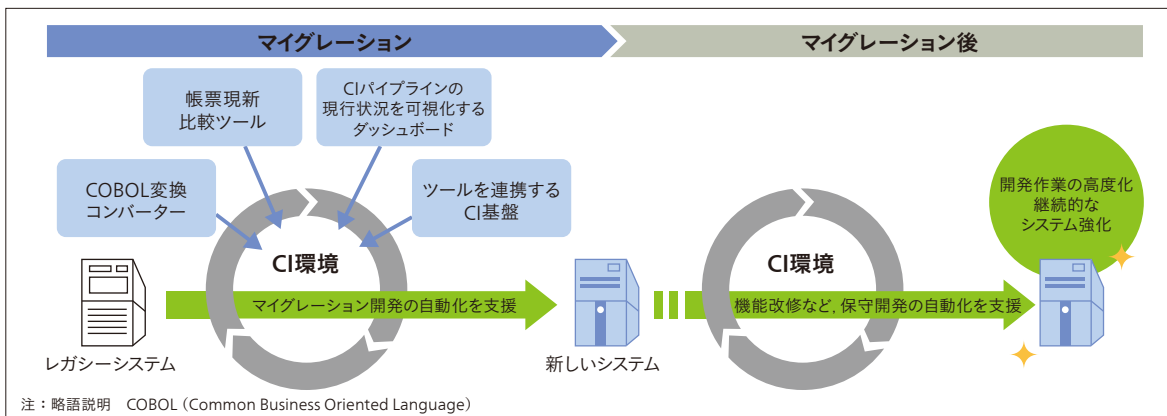 マイグレーション
マイグレーション後
帳票現新
比較ツール
CIパイプラインの
現行状況を可視化する
ダッシュボード
COBOL変換
コンバーター
ツールを連携する
CI基盤
開発作業の高度化
継続的な
システム強化
CI環境
CI環境
マイグレーション開発の自動化を支援
機能改修など, 保守開発の自動化を支援
レガシーシステム
新しいシステム
注：略語説明 COBOL（Common Business Oriented Language）